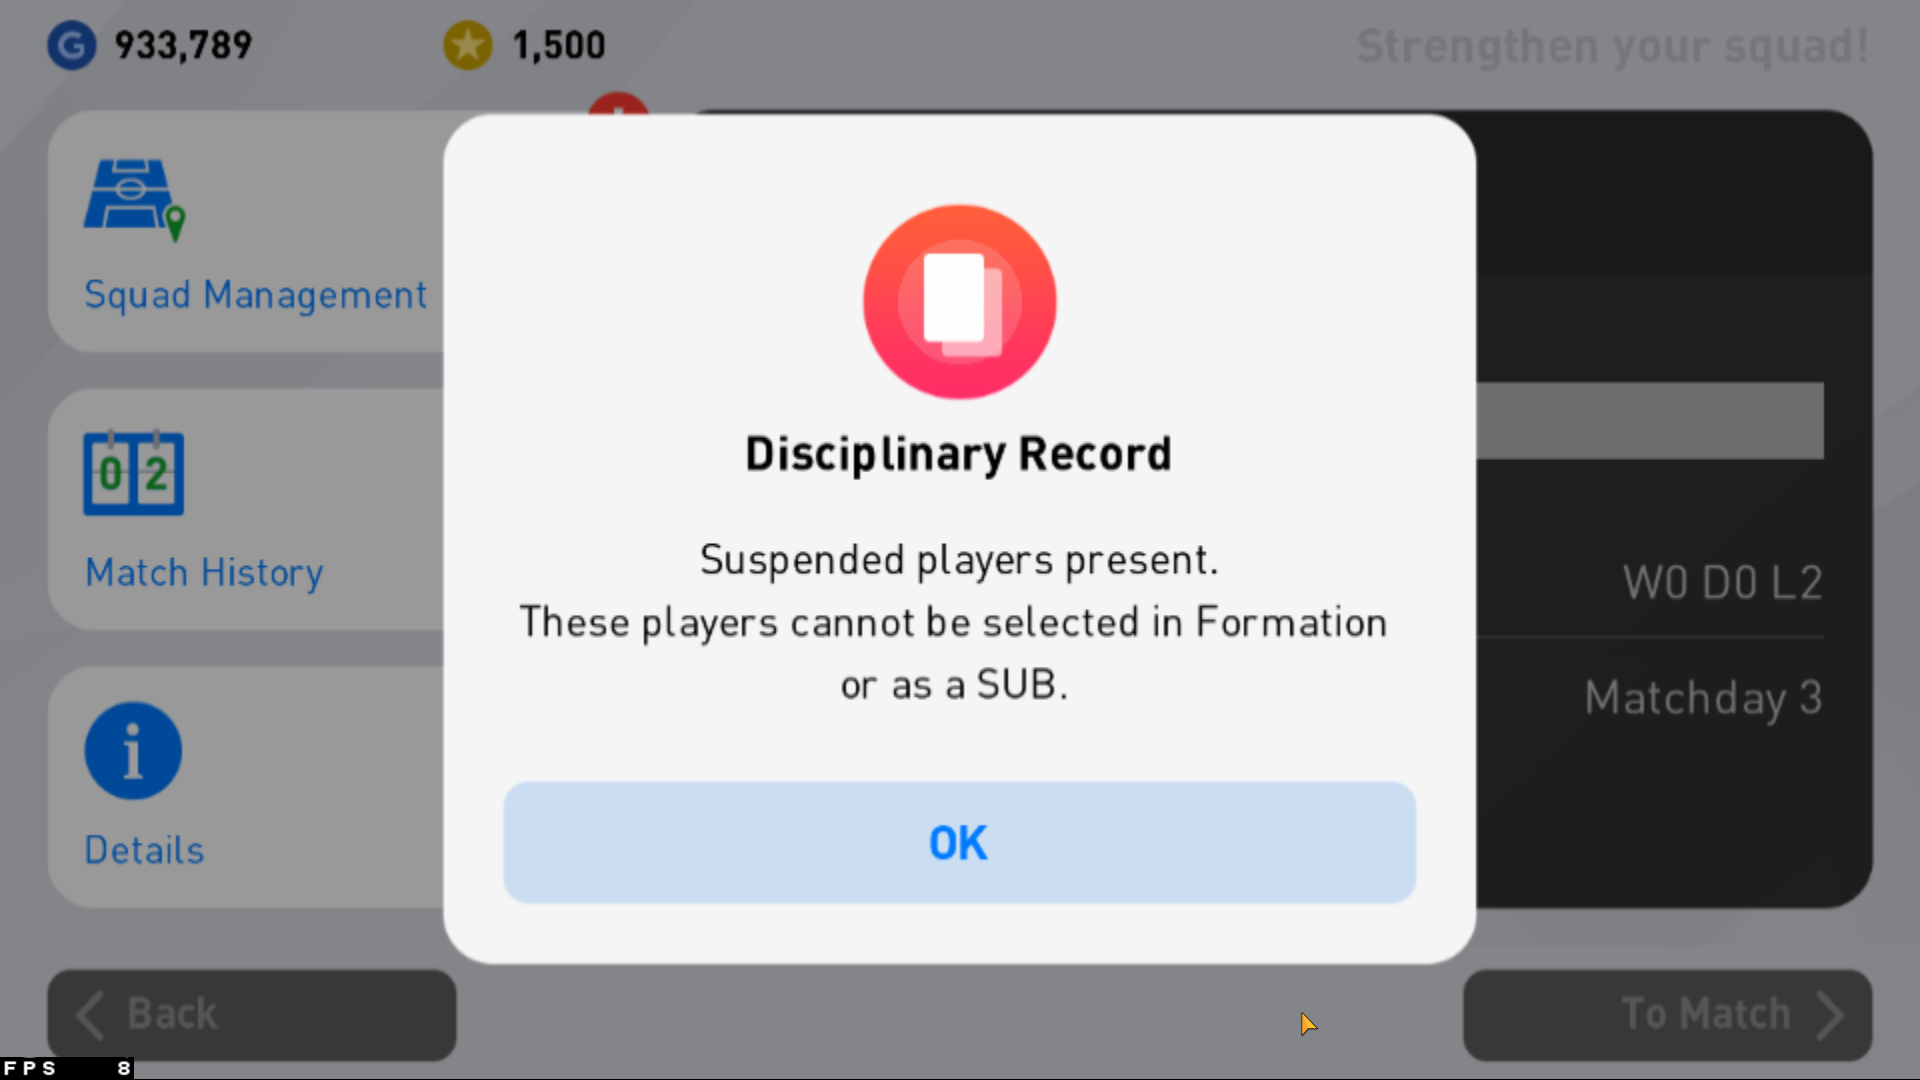 G 933,789
1,500
Strengthen your squad!
Squad Management
02
Match History
i
Details
Disciplinary Record
Suspended players present.
These players cannot be selected in Formation
or as a SUB.
OK
W0 D0 L2
Matchday 3
Back
To Match
FPS 8